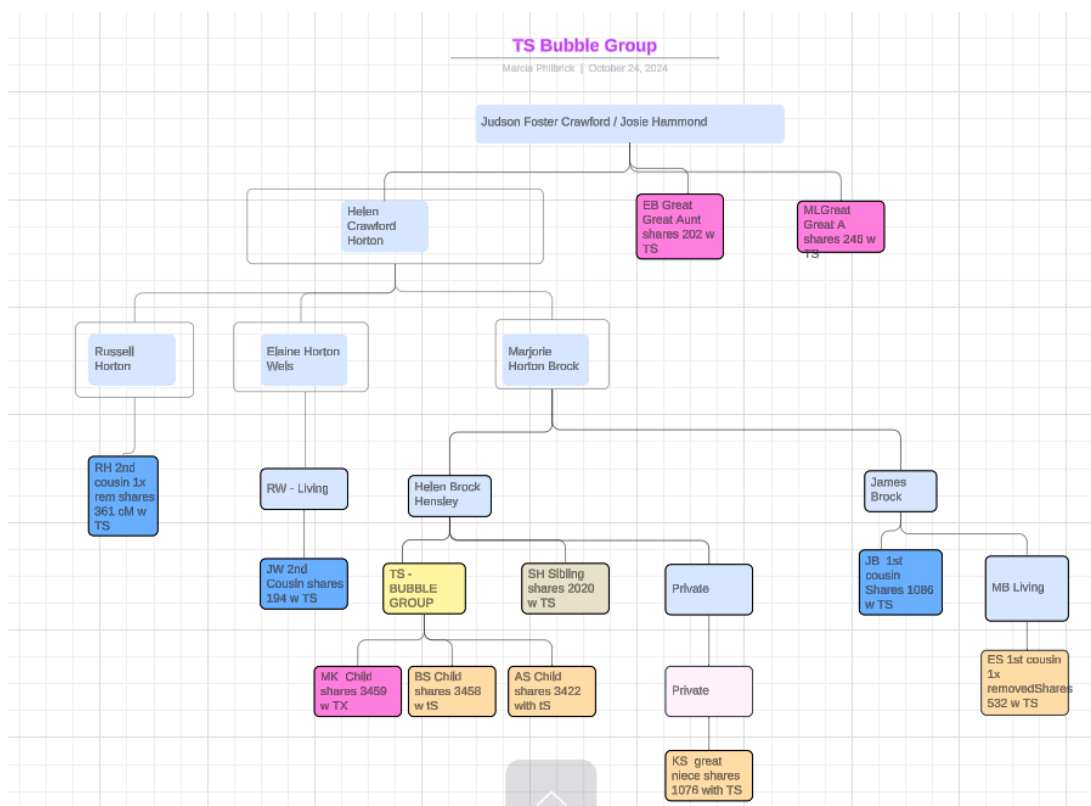 TS Bubble Group
Marcia Philbrick | October 24, 2024
Judson Foster Crawford / Josie Hammond
Helen
Crawford
Horton
EB Great
Great Aunt
shares 202 w
TS
MLGreat
Great A
shares 246 w
TS
Russell
Horton
Elaine Horton
Wels
Marjorie
Horton Brock
RH 2nd
cousin 1x
rem shares
361 cM w
TS
RW - Living
Helen Brock
Hensley
James
Brock
JW 2nd
Cousin shares
194 w TS
TS -
BUBBLE
GROUP
SH Sibling
shares 2020
w TS
Private
JB 1st
cousin
Shares 1086
w TS
MB Living
MK Child
shares 3459
w TX
BS Child
shares 3458
w tS
AS Child
shares 3422
with tS
Private
ES 1st cousin
1x
removedShares
532 w TS
KS great
niece shares
1076 with TS